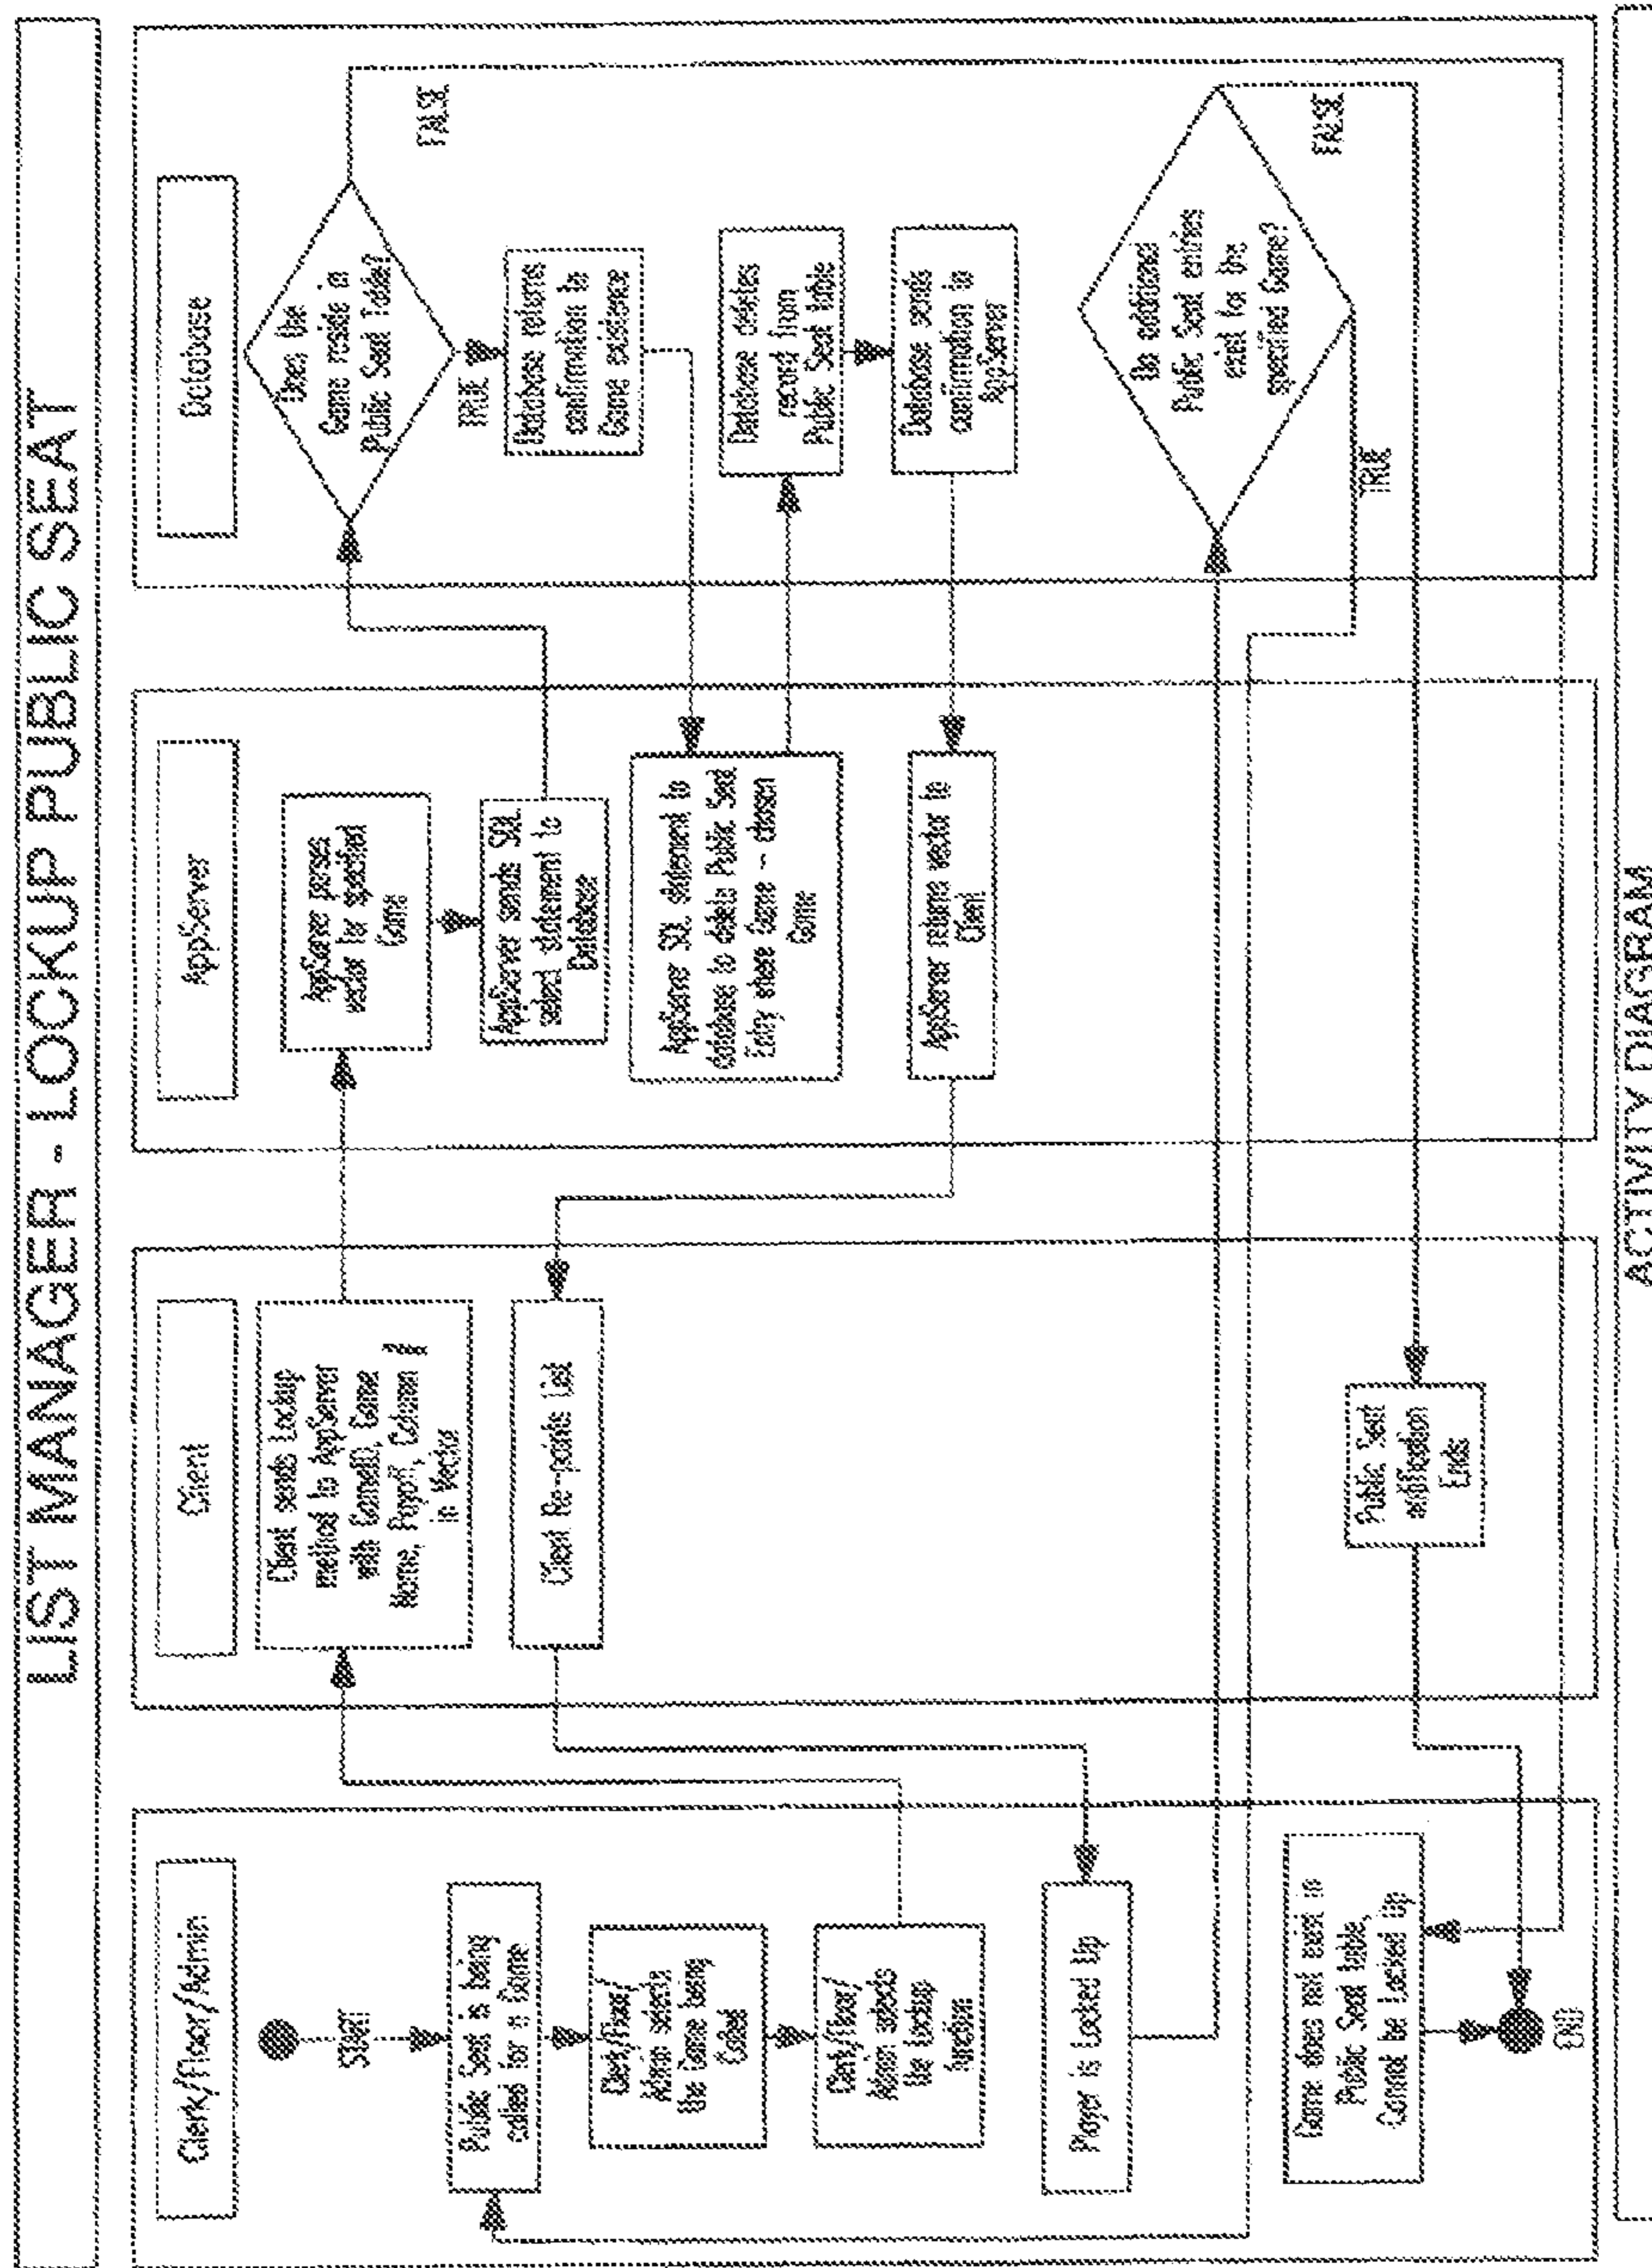 LIST MANAGER - LOCKUP PUBLIC SEAT
Clerk/Floor/Admin
START
Public Seat is being
called for a Game
Clerk/Floor/
Admin selects
the Game being
Called
Clerk/Floor/
Admin selects
the Lockup
function
Player is Locked Up
Game does not exist in
Public Seat table,
Cannot be Locked Up
END
Client
Client sends Lockup
method to AppServer
with GameID, Game
Name, Payoff, Column #
in Vector
Client Re-paints List
Public Seat
notification
Ends
AppServer
AppServer parses
vector for specified
Game
AppServer sends SQL
select statement to
Database
AppServer SQL statement to
database to delete Public Seat
Entry where Game - chosen
Game
AppServer returns vector to
Client
Database
Does the
Game reside in
Public Seat Table?
FALSE
TRUE
Database returns
confirmation to
Game existence
Database deletes
record from
Public Seat table
Database sends
confirmation to
AppServer
Do additional
Public Seat entries
exist for the
specified Game?
FALSE
TRUE
ACTIVITY DIAGRAM